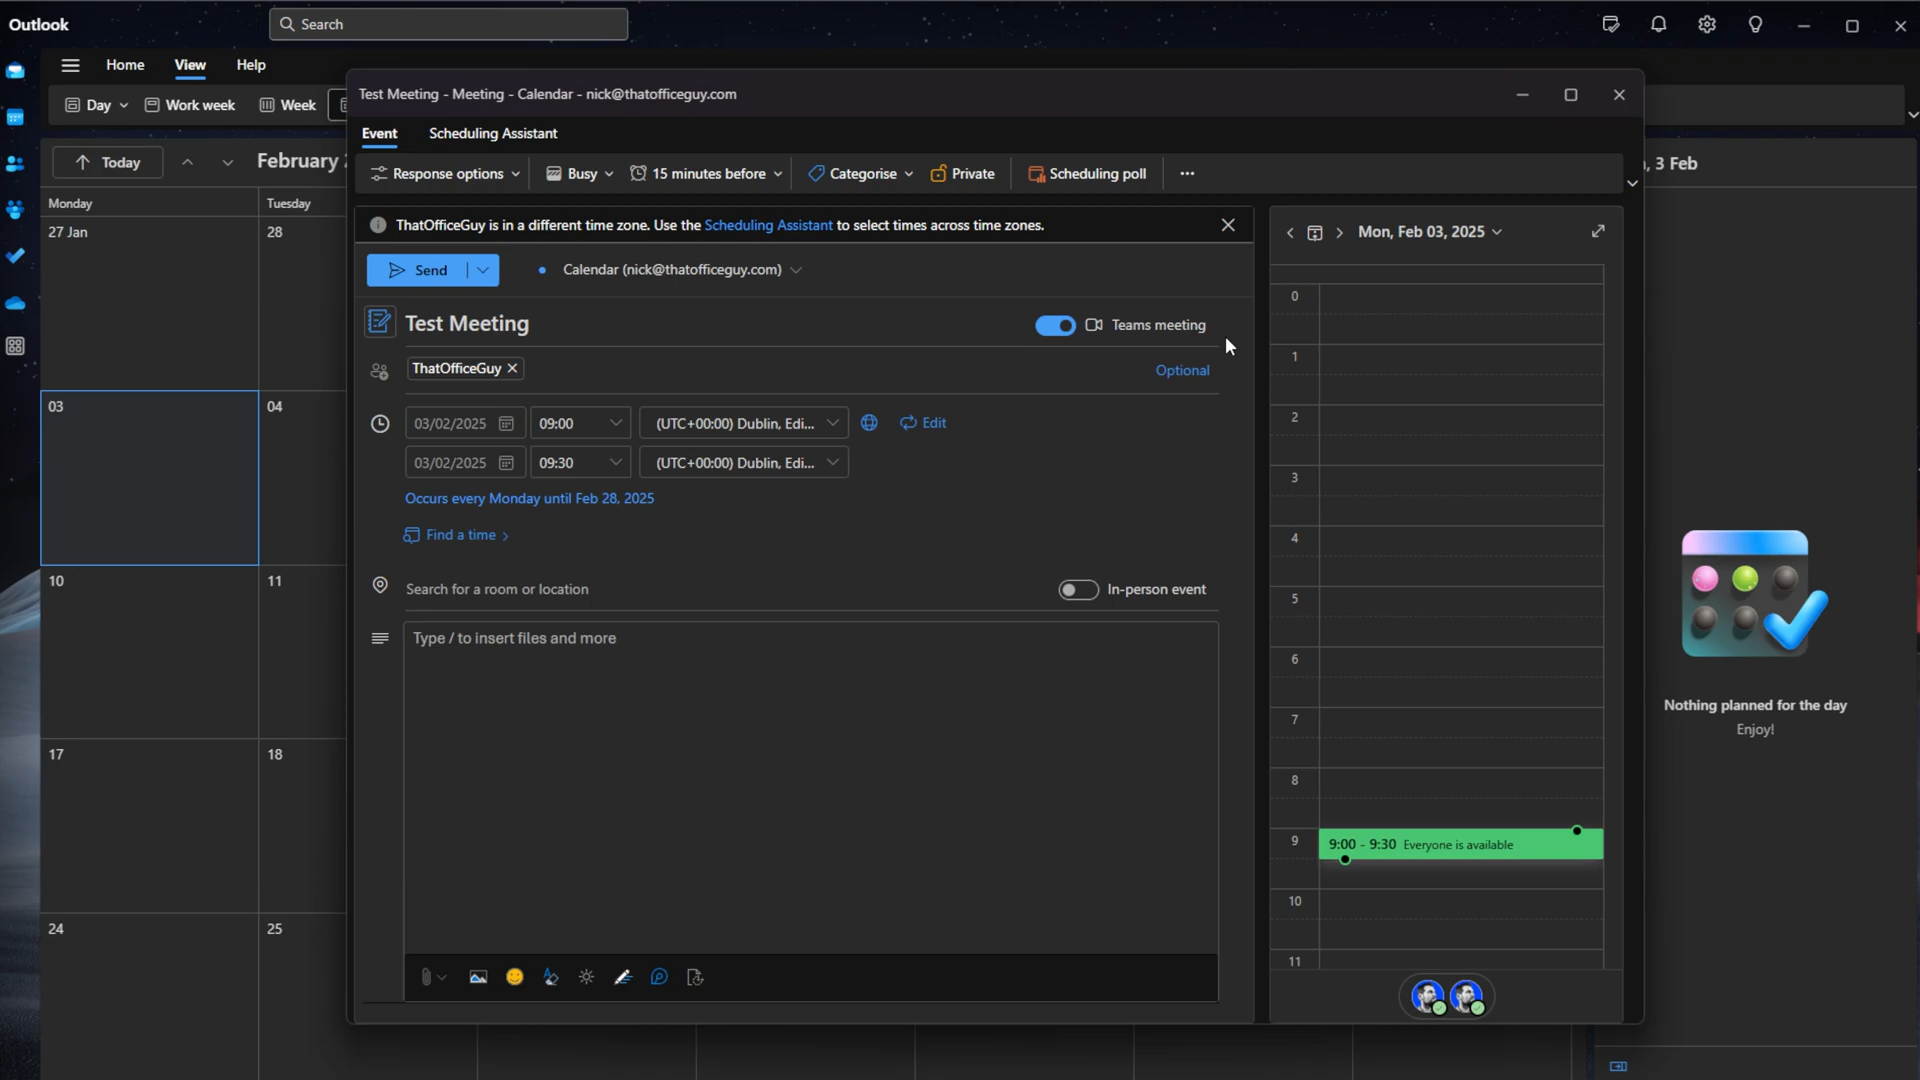 Outlook
Search
Home View Help
Day Work week Week
Today
February 2
Monday
Tuesday
27 Jan
28
03
04
10
11
17
18
24
25
Test Meeting - Meeting - Calendar - nick@thatofficeguy.com
Event Scheduling Assistant
Response options Busy 15 minutes before Categorise Private Scheduling poll ...
ThatOfficeGuy is in a different time zone. Use the Scheduling Assistant to select times across time zones.
Send
Calendar (nick@thatofficeguy.com)
Test Meeting
Teams meeting
ThatOfficeGuy
Optional
03/02/2025 09:00 (UTC+00:00) Dublin, Edi... Edit
03/02/2025 09:30 (UTC+00:00) Dublin, Edi...
Occurs every Monday until Feb 28, 2025
Find a time
Search for a room or location
In-person event
Type / to insert files and more
Mon, Feb 03, 2025
0
1
2
3
4
5
6
7
8
9
9:00 - 9:30 Everyone is available
10
11
, 3 Feb
Nothing planned for the day
Enjoy!